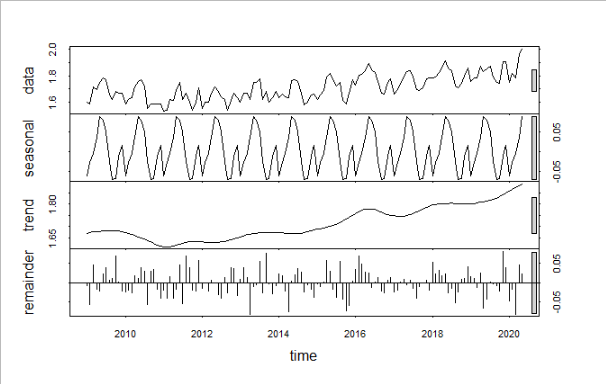 data
1.6 1.8 2.0
seasonal
-0.05 0.05
trend
1.65 1.80
remainder
-0.05 0.05
2010 2012 2014 2016 2018 2020
time